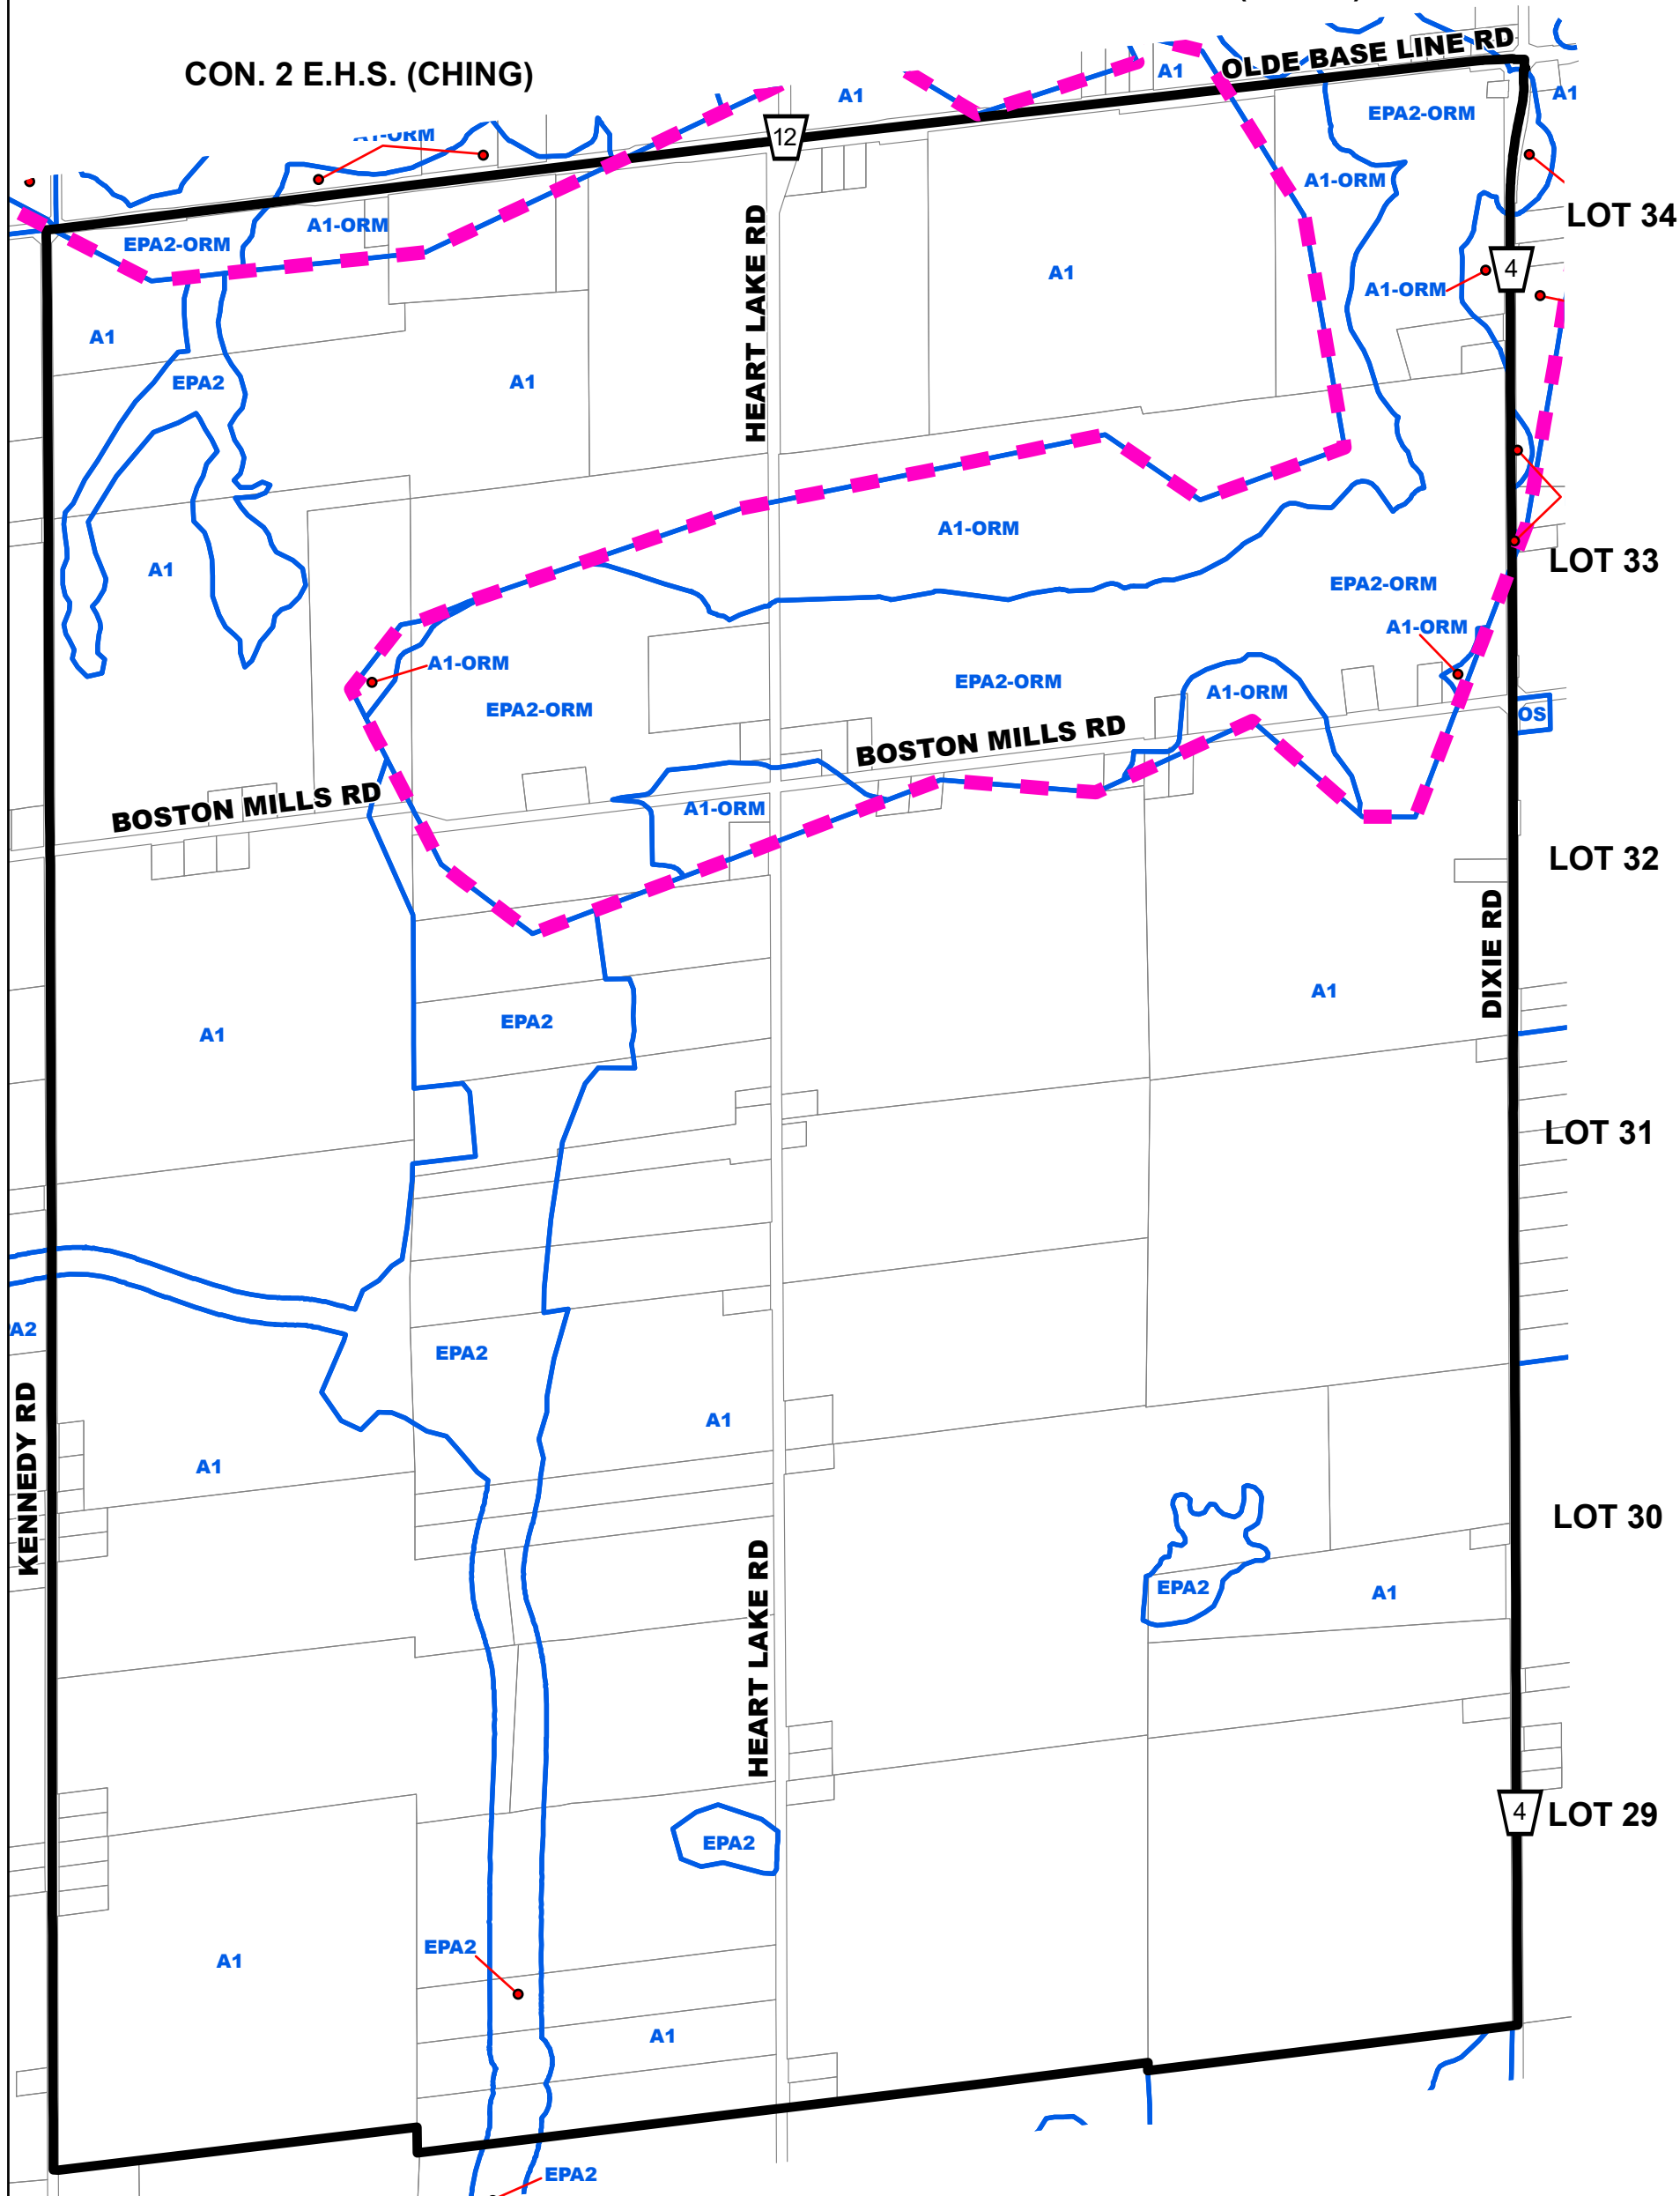 OLDE BASE LINE RD
CON. 2 E.H.S. (CHING)
A1
A1
A1
EPA2-ORM
12
A1-ORM
A1-ORM
LOT 34
A1-ORM
EPA2-ORM
A1
4
A1-ORM
HEART LAKE RD
A1
EPA2
A1
A1-ORM
LOT 33
A1
EPA2-ORM
A1-ORM
A1-ORM
EPA2-ORM
A1-ORM
EPA2-ORM
OS
BOSTON MILLS RD
BOSTON MILLS RD
A1-ORM
LOT 32
DIXIE RD
A1
EPA2
A1
LOT 31
A2
EPA2
KENNEDY RD
A1
A1
LOT 30
EPA2
A1
HEART LAKE RD
4
LOT 29
EPA2
EPA2
A1
A1
EPA2